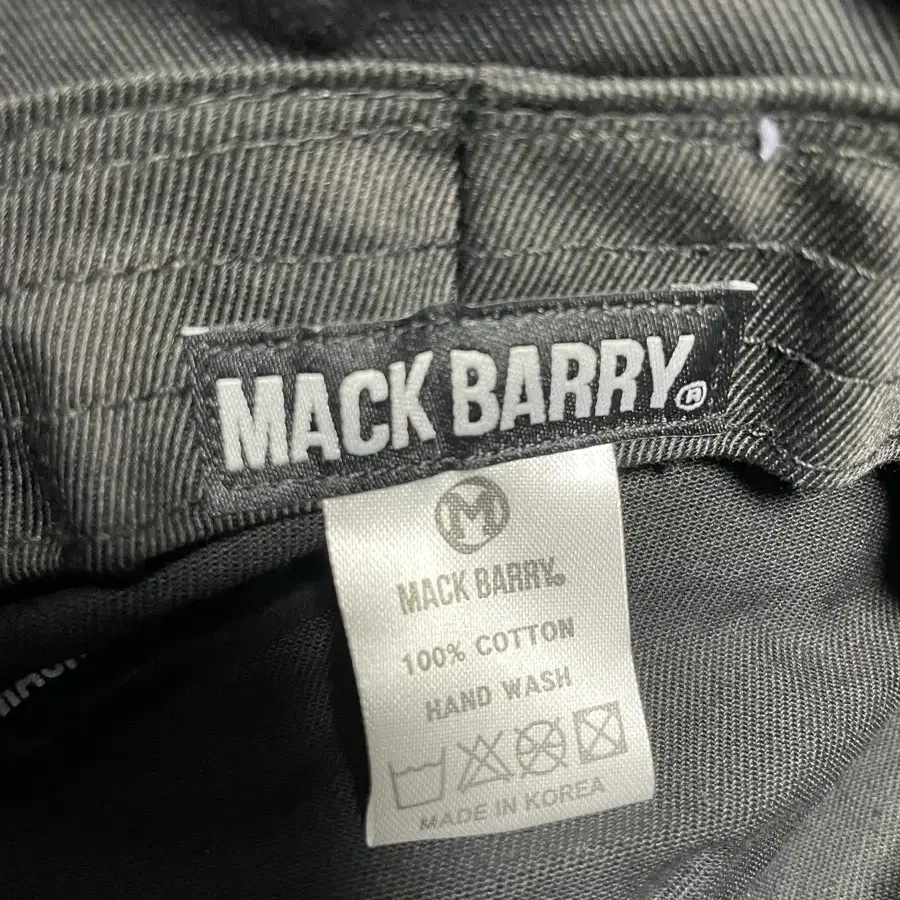 MACK BARRY®
M
MACK BARRY®
100% COTTON
HAND WASH
MADE IN KOREA